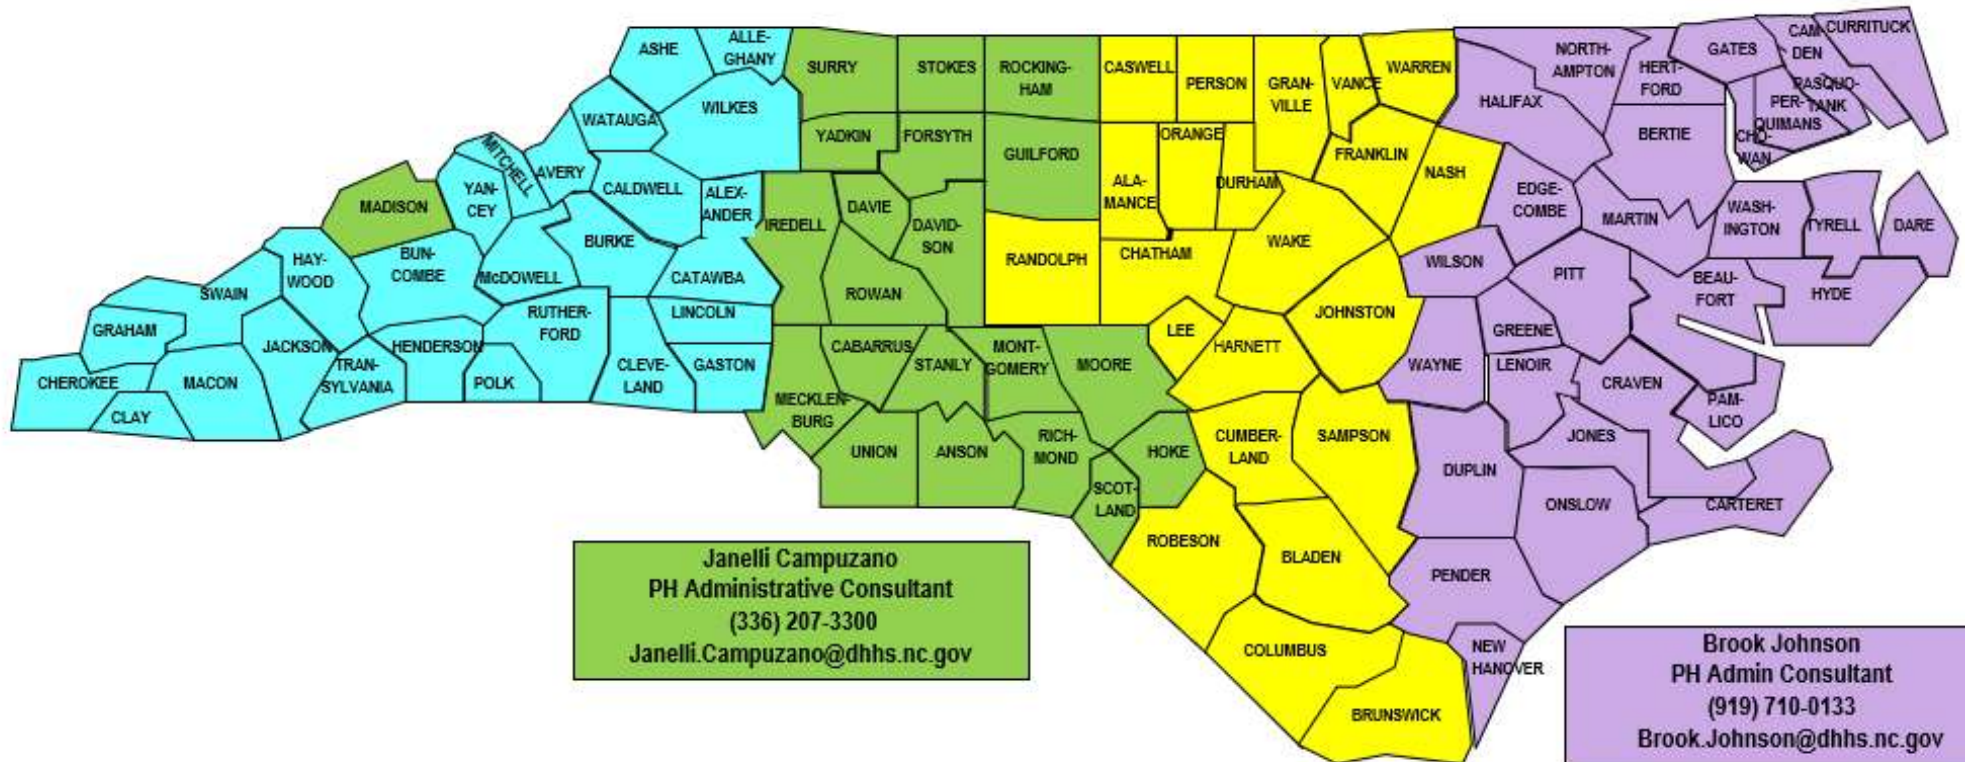 ASHE
ALLE-
GHANY
SURRY
STOKES
ROCKING-
HAM
CASWELL
PERSON
GRAN-
VILLE
VANCE
WARREN
NORTH-
AMPTON
GATES
CAM
DEN
CURRITUCK
HERT-
FORD
PASQUO-
TANK
PER-
QUIMANS
CHO-
WAN
HALIFAX
BERTIE
WATAUGA
WILKES
YADKIN
FORSYTH
GUILFORD
ALA-
MANCE
ORANGE
DURHAM
FRANKLIN
NASH
EDGE-
COMBE
MARTIN
WASH-
INGTON
TYRELL
DARE
MITCHELL
AVERY
YAN-
CEY
CALDWELL
ALEX-
ANDER
MADISON
IREDELL
DAVIE
DAVID-
SON
RANDOLPH
CHATHAM
WAKE
WILSON
PITT
BEAU-
FORT
HYDE
HAY-
WOOD
BUN-
COMBE
McDOWELL
BURKE
CATAWBA
ROWAN
SWAIN
GRAHAM
JACKSON
TRAN-
SYLVANIA
HENDERSON
POLK
RUTHER-
FORD
CLEVE-
LAND
LINCOLN
GASTON
CABARRUS
STANLY
MONT-
GOMERY
MOORE
LEE
HARNETT
JOHNSTON
WAYNE
GREENE
LENOIR
CRAVEN
PAM-
LICO
CHEROKEE
CLAY
MACON
MECKLEN-
BURG
UNION
ANSON
RICH-
MOND
HOKE
SCOT-
LAND
CUMBER-
LAND
SAMPSON
DUPLIN
JONES
ONSLOW
CARTERET
ROBESON
BLADEN
PENDER
COLUMBUS
NEW
HANOVER
BRUNSWICK
Janelli Campuzano
PH Administrative Consultant
(336) 207-3300
Janelli.Campuzano@dhhs.nc.gov
Brook Johnson
PH Admin Consultant
(919) 710-0133
Brook.Johnson@dhhs.nc.gov